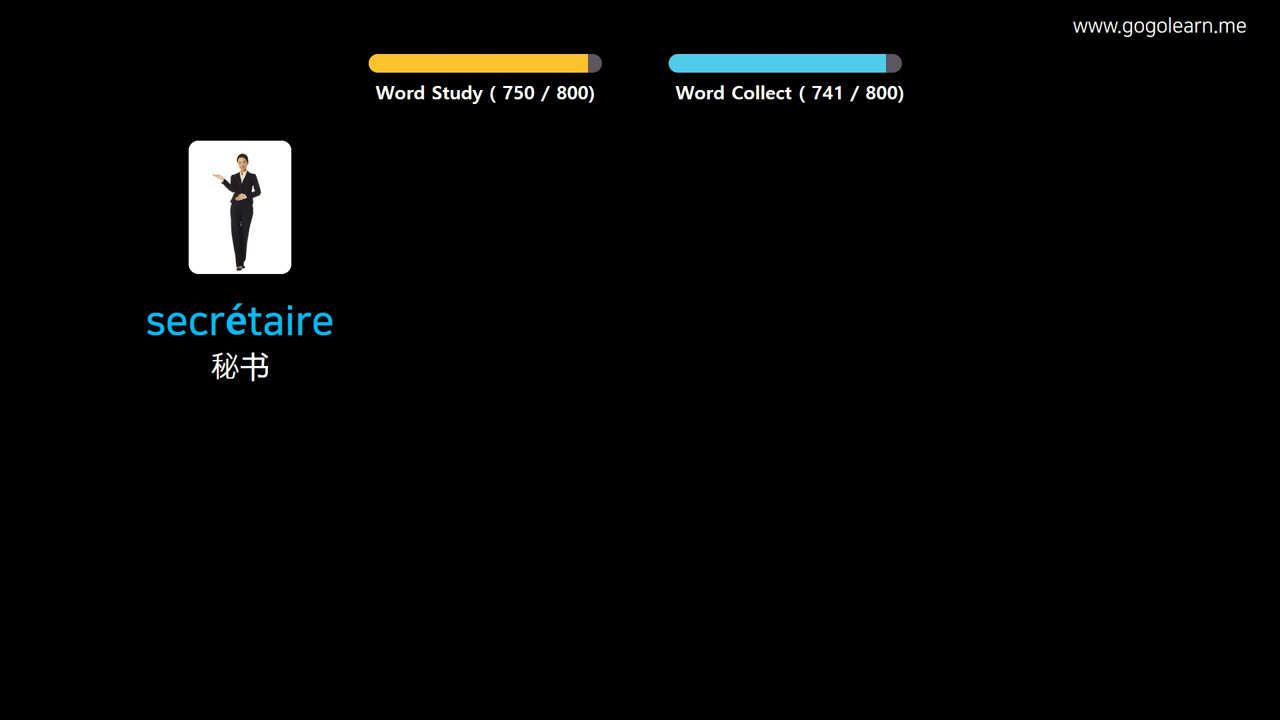 www.gogolearn.me
Word Study ( 750 / 800)
Word Collect ( 741 / 800)
secrétaire
秘书